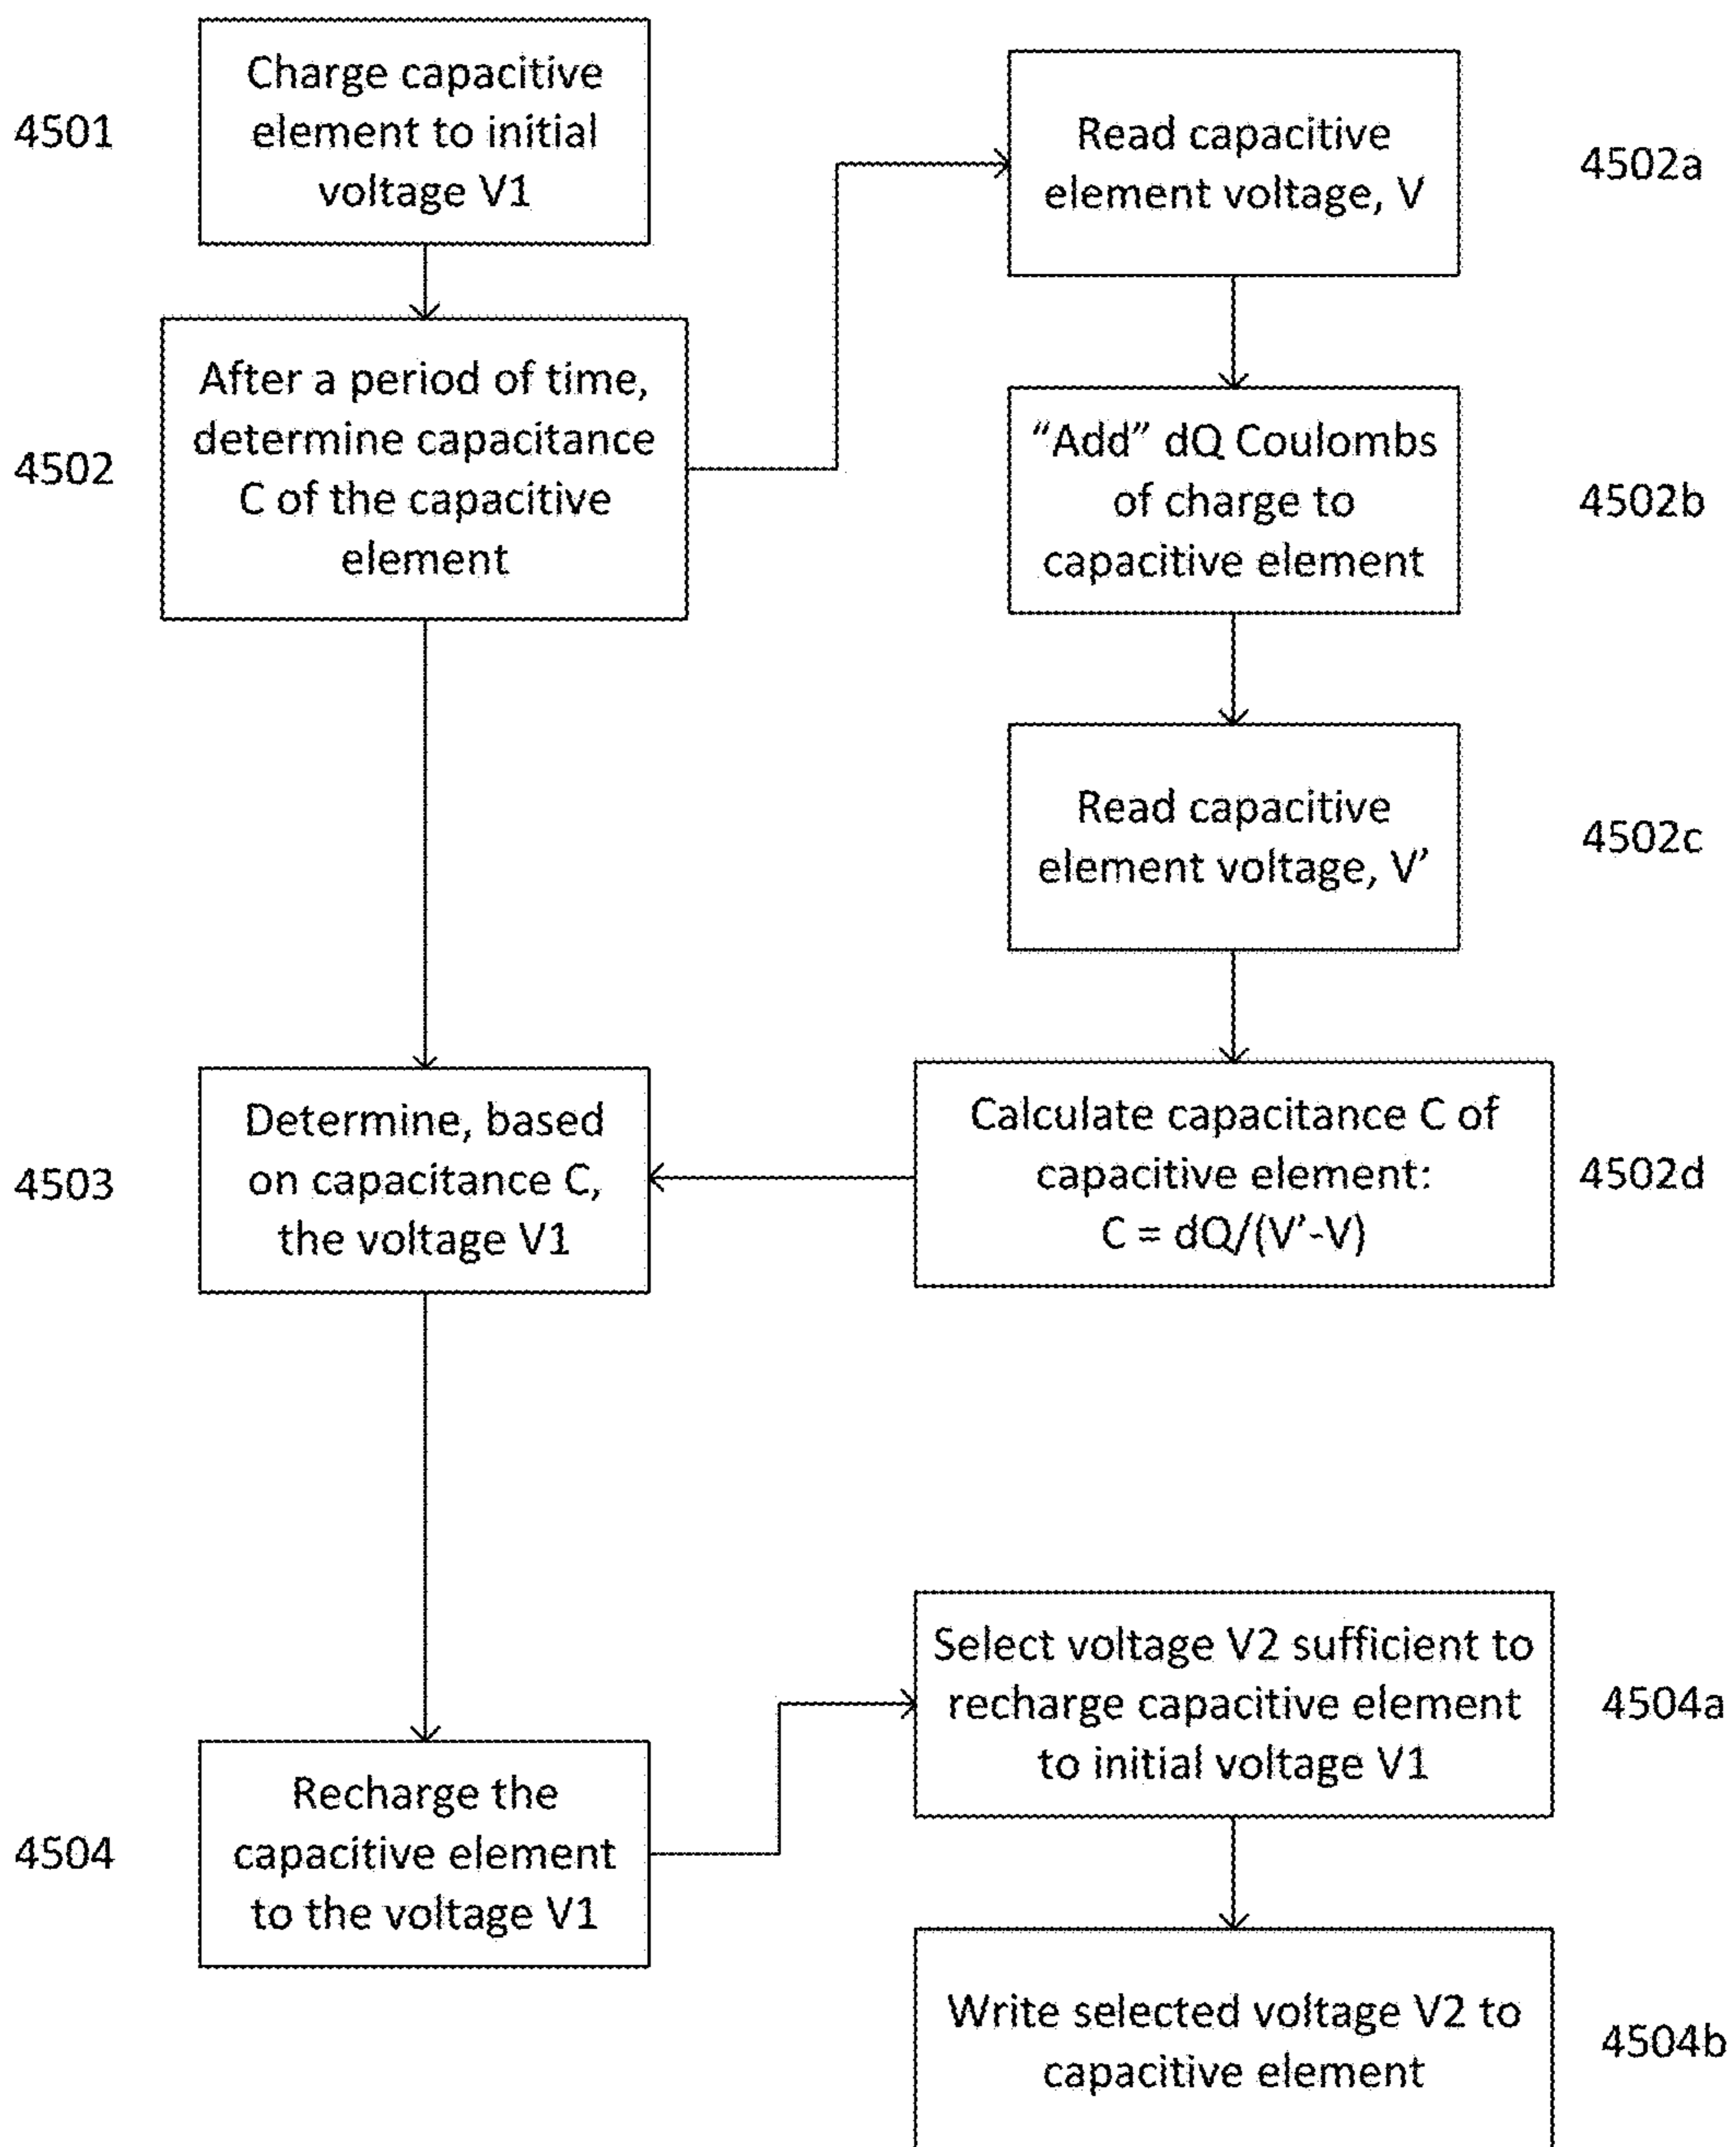 4501
Charge capacitive
element to initial
voltage V1
Read capacitive
element voltage, V
4502a
4502
After a period of time,
determine capacitance
C of the capacitive
element
“Add” dQ Coulombs
of charge to
capacitive element
4502b
Read capacitive
element voltage, V’
4502c
4503
Determine, based
on capacitance C,
the voltage V1
Calculate capacitance C of
capacitive element:
C = dQ/(V’-V)
4502d
Select voltage V2 sufficient to
recharge capacitive element
to initial voltage V1
4504a
4504
Recharge the
capacitive element
to the voltage V1
Write selected voltage V2 to
capacitive element
4504b